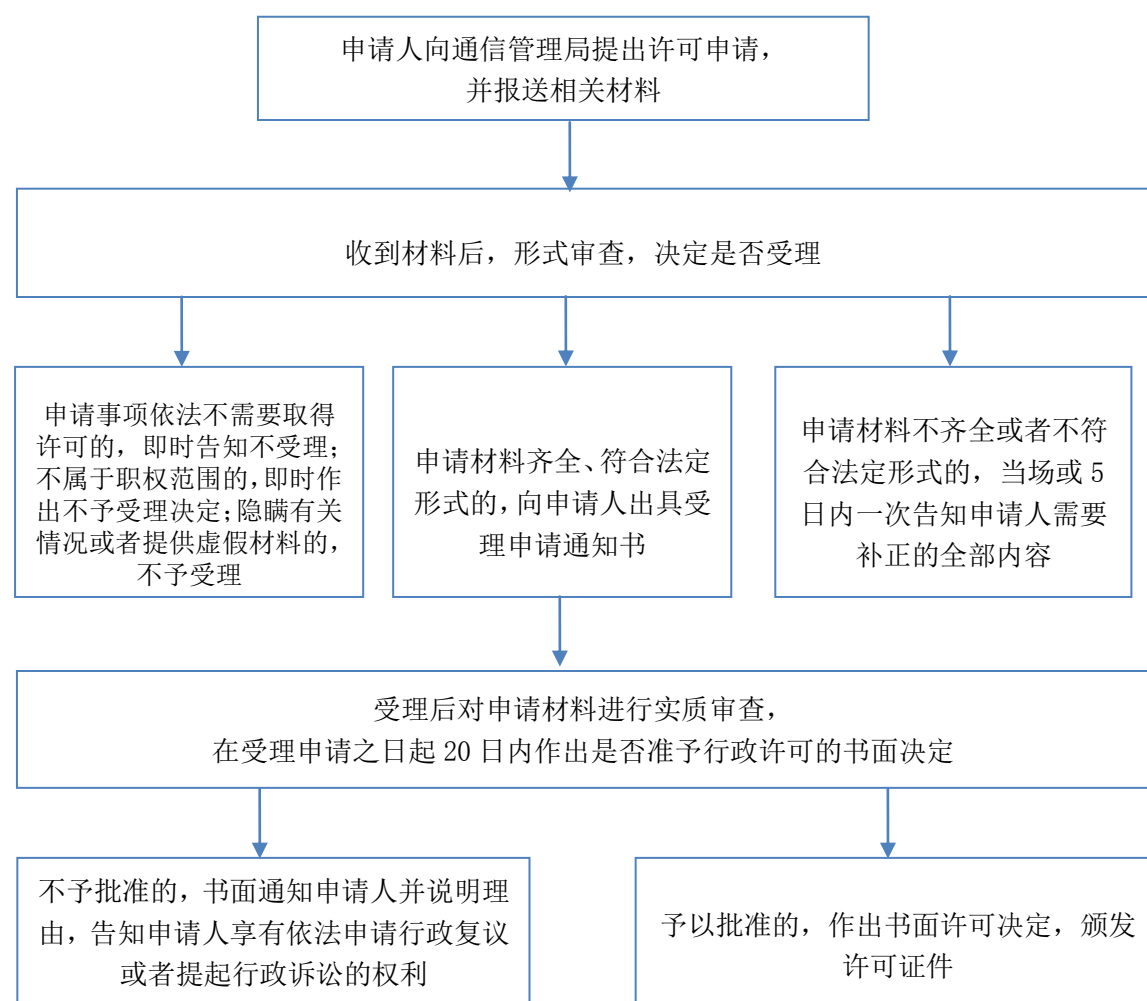 申请人向通信管理局提出许可申请，
并报送相关材料
收到材料后，形式审查，决定是否受理
申请事项依法不需要取得
许可的，即时告知不受理；
不属于职权范围的，即时作
出不予受理决定；隐瞒有关
情况或者提供虚假材料的，
不予受理
申请材料齐全、符合法定
形式的，向申请人出具受
理申请通知书
申请材料不齐全或者不符
合法定形式的，当场或 5
日内一次告知申请人需要
补正的全部内容
受理后对申请材料进行实质审查，
在受理申请之日起 20 日内作出是否准予行政许可的书面决定
不予批准的，书面通知申请人并说明理
由，告知申请人享有依法申请行政复议
或者提起行政诉讼的权利
予以批准的，作出书面许可决定，颁发
许可证件